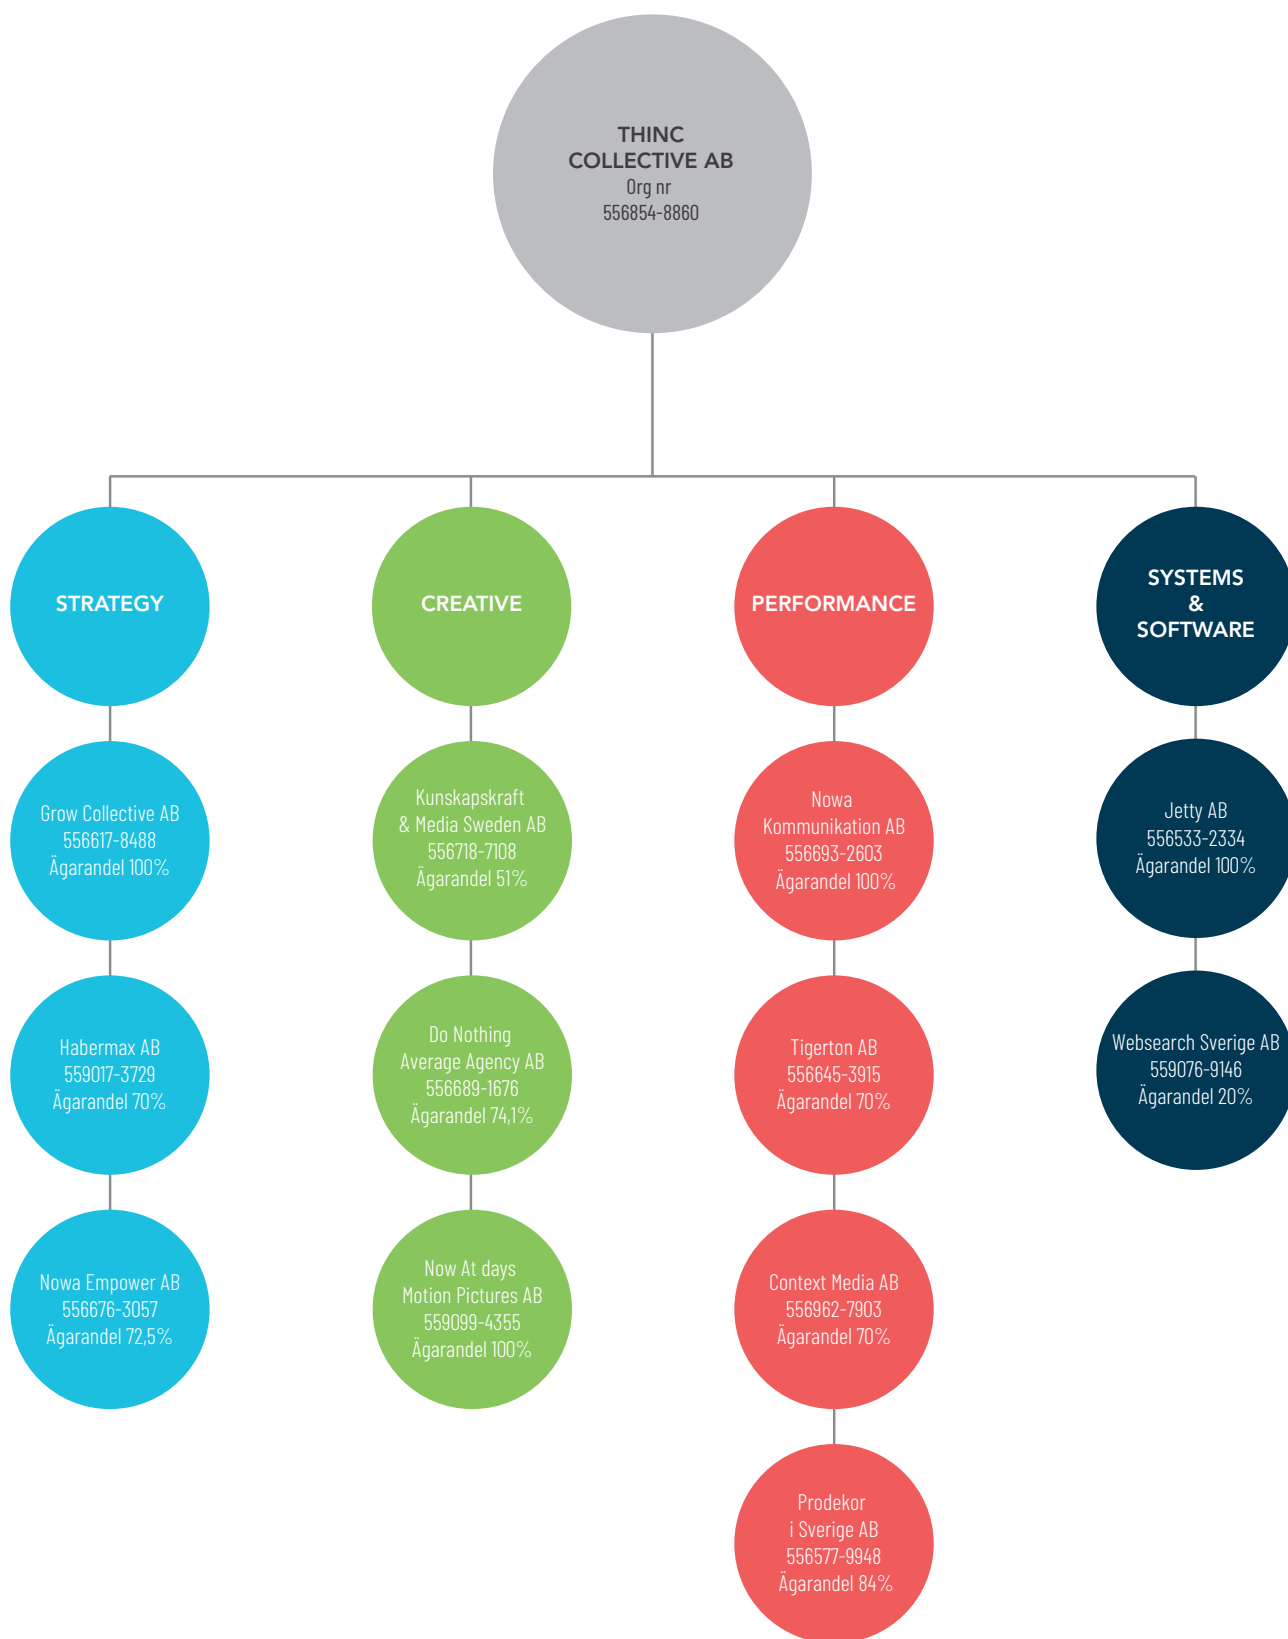 THINC
COLLECTIVE AB
Org nr
556854-8860
STRATEGY
Grow Collective AB
556617-8488
Ägarandel 100%
Habermax AB
559017-3729
Ägarandel 70%
Nowa Empower AB
556676-3057
Ägarandel 72,5%
CREATIVE
Kunskapskraft
& Media Sweden AB
556718-7108
Ägarandel 51%
Do Nothing
Average Agency AB
556689-1676
Ägarandel 74,1%
Now At days
Motion Pictures AB
559099-4355
Ägarandel 100%
PERFORMANCE
Nowa
Kommunikation AB
556693-2603
Ägarandel 100%
Tigerton AB
556645-3915
Ägarandel 70%
Context Media AB
556962-7903
Ägarandel 70%
Prodekor
i Sverige AB
556577-9948
Ägarandel 84%
SYSTEMS
&
SOFTWARE
Jetty AB
556533-2334
Ägarandel 100%
Websearch Sverige AB
559076-9146
Ägarandel 20%